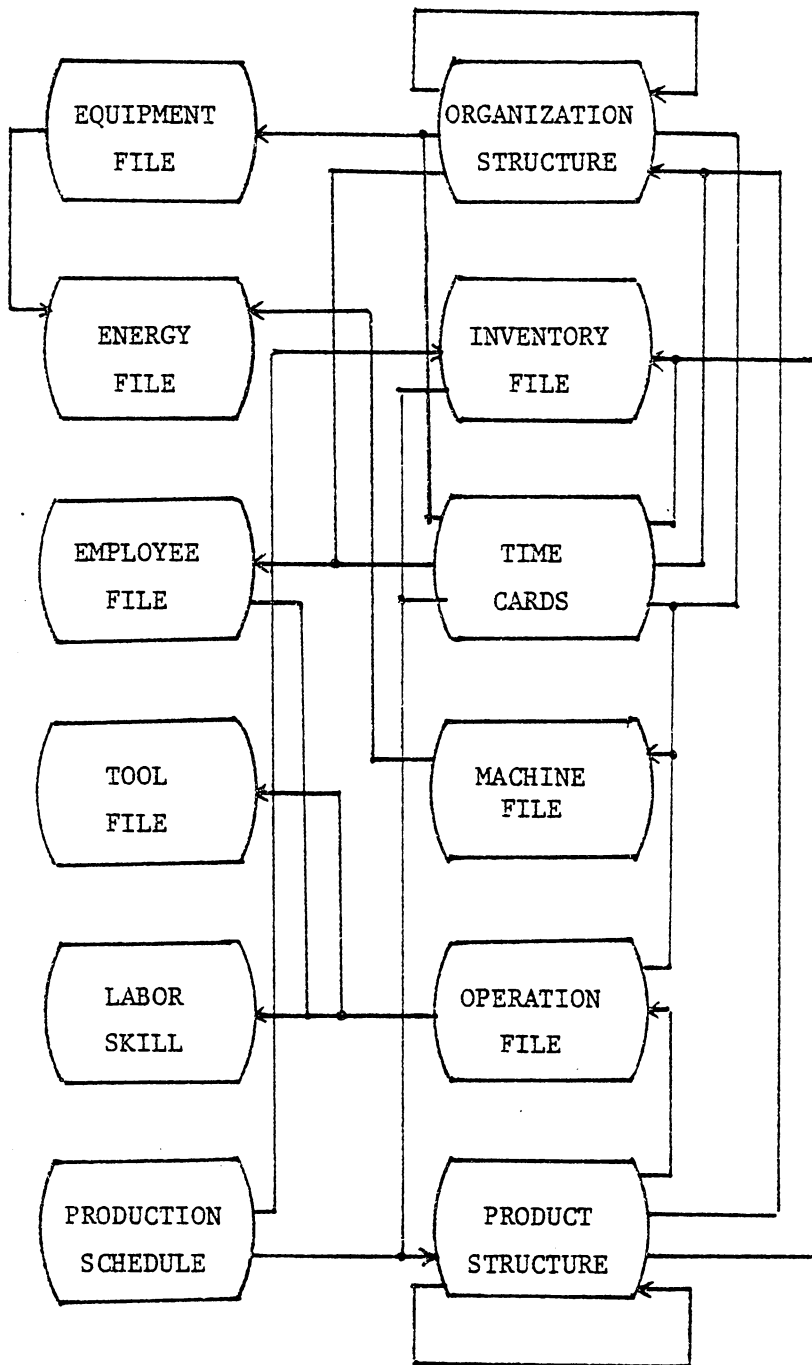 EQUIPMENT
FILE
ORGANIZATION
STRUCTURE
ENERGY
FILE
INVENTORY
FILE
EMPLOYEE
FILE
TIME
CARDS
TOOL
FILE
MACHINE
FILE
LABOR
SKILL
OPERATION
FILE
PRODUCTION
SCHEDULE
PRODUCT
STRUCTURE